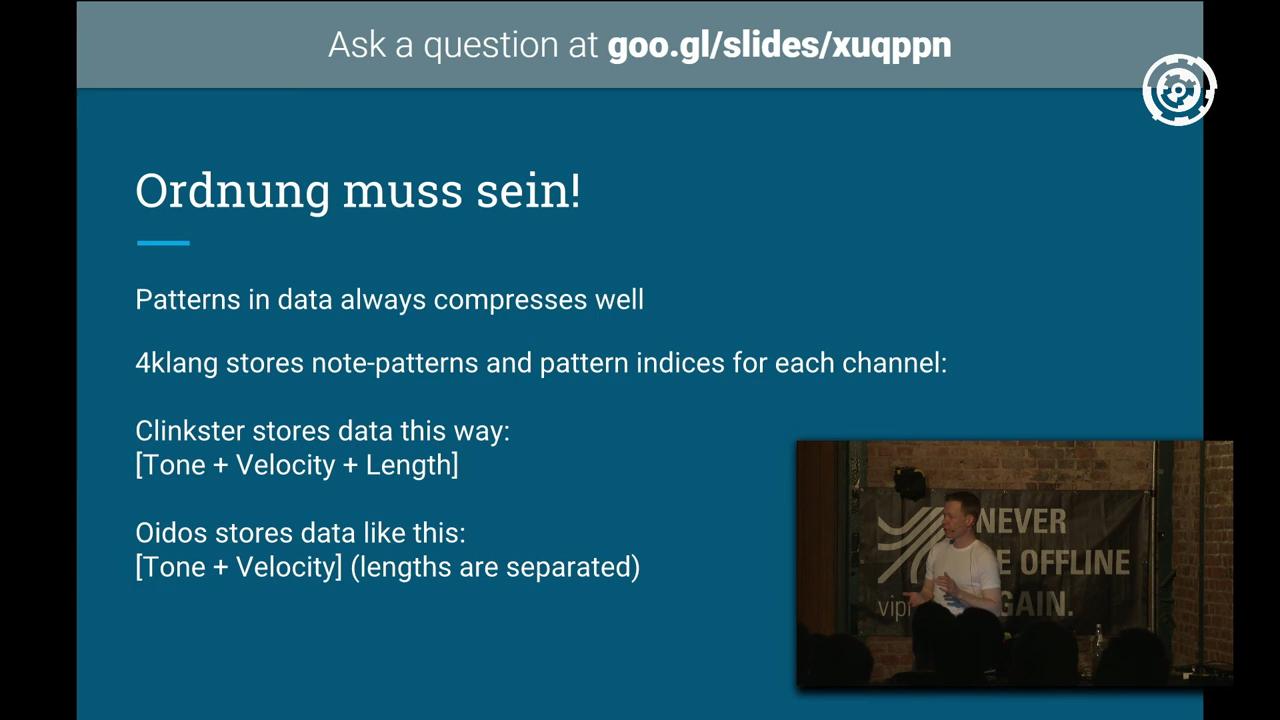 Ask a question at goo.gl/slides/xuqppn
Ordnung muss sein!
Patterns in data always compresses well
4klang stores note-patterns and pattern indices for each channel:
Clinkster stores data this way:
[Tone + Velocity + Length]
Oidos stores data like this:
[Tone + Velocity] (lengths are separated)
NEVER
E OFFLINE
GAIN.